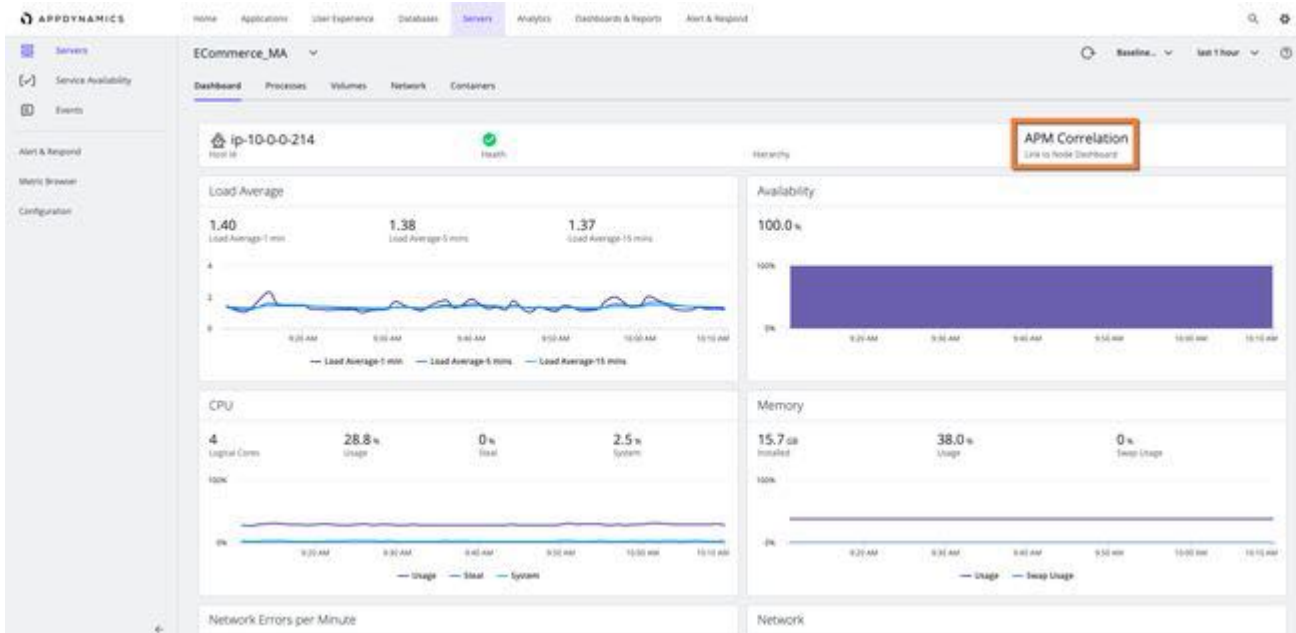 APPDYNAMICS
Home Applications User Experience Databases Servers Analytics Dashboards & Reports Alert & Respond
Servers
Service Availability
Events
Alert & Respond
Metric Browser
Configuration
ECommerce_MA
Baseline... last 1 hour
Dashboard Processes Volumes Network Containers
ip-10-0-0-214
Host Id
Health
Hierarchy
APM Correlation
Link to Node Dashboard
Load Average
1.40 1.38 1.37
Load Average-1 min Load Average-5 mins Load Average-15 mins
4
2
0
9:20 AM 9:30 AM 9:40 AM 9:50 AM 10:00 AM 10:10 AM
Load Average-1 min Load Average-5 mins Load Average-15 mins
Availability
100.0 %
100%
0%
9:20 AM 9:30 AM 9:40 AM 9:50 AM 10:00 AM 10:10 AM
CPU
4 28.8 % 0 % 2.5 %
Logical Cores Usage Steal System
100%
0%
9:20 AM 9:30 AM 9:40 AM 9:50 AM 10:00 AM 10:10 AM
Usage Steal System
Memory
15.7 GB 38.0 % 0 %
Installed Usage Swap Usage
100%
0%
9:20 AM 9:30 AM 9:40 AM 9:50 AM 10:00 AM 10:10 AM
Usage Swap Usage
Network Errors per Minute
Network